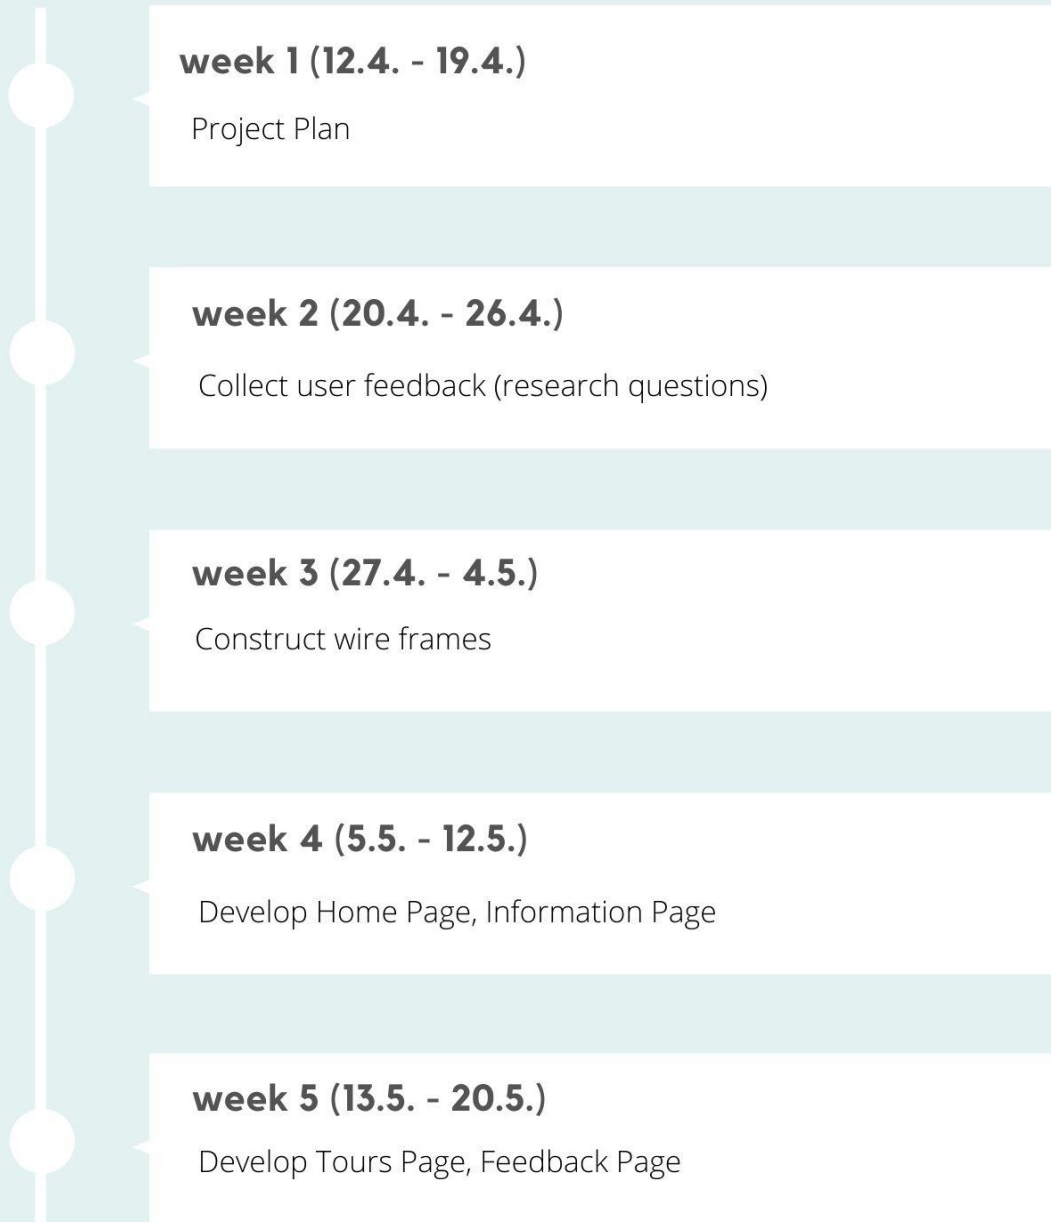 week 1 (12.4. - 19.4.)
Project Plan
week 2 (20.4. - 26.4.)
Collect user feedback (research questions)
week 3 (27.4. - 4.5.)
Construct wire frames
week 4 (5.5. - 12.5.)
Develop Home Page, Information Page
week 5 (13.5. - 20.5.)
Develop Tours Page, Feedback Page